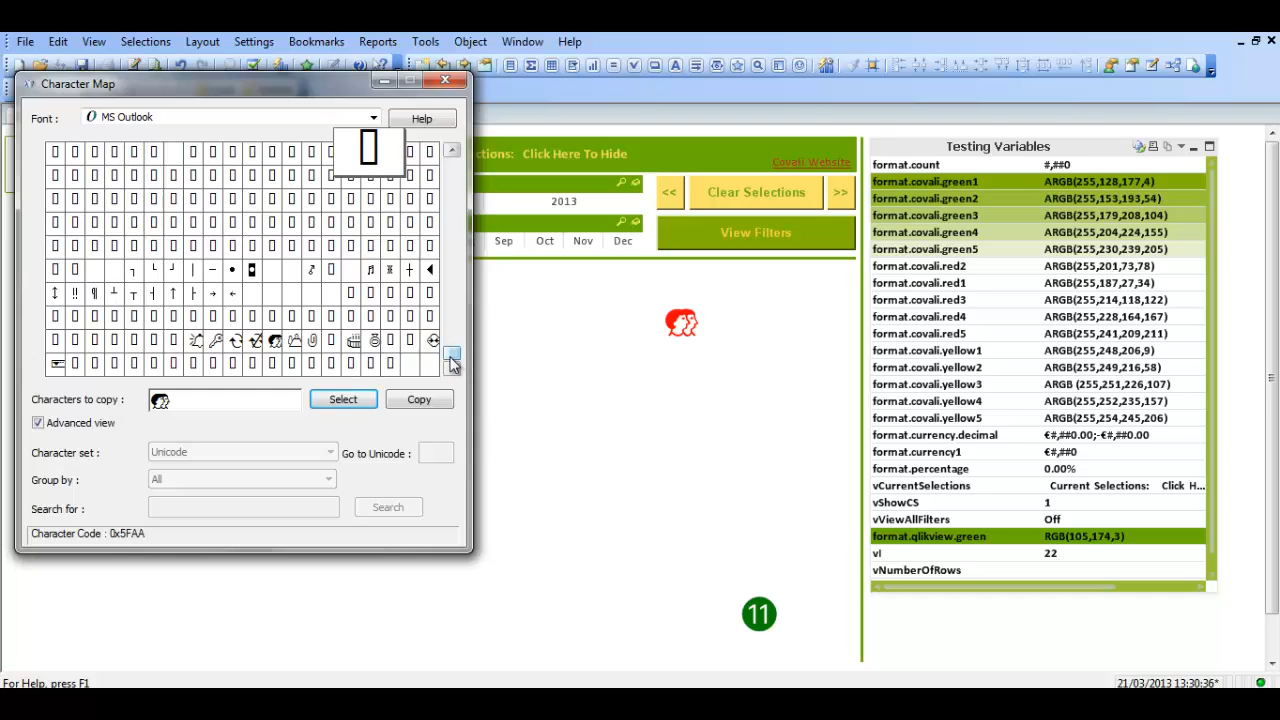 File Edit View Selections Layout Settings Bookmarks Reports Tools Object Window Help
Character Map
Font : MS Outlook Help
Characters to copy : Select Copy
Advanced view
Character set : Unicode Go to Unicode :
Group by : All
Search for : Search
Character Code : 0x5FAA
ctions: Click Here To Hide
Covali Website
2013
Sep Oct Nov Dec
<< Clear Selections >>
View Filters
11
Testing Variables
format.count #,##0
format.covali.green1 ARGB(255,128,177,4)
format.covali.green2 ARGB(255,153,193,54)
format.covali.green3 ARGB(255,179,208,104)
format.covali.green4 ARGB(255,204,224,155)
format.covali.green5 ARGB(255,230,239,205)
format.covali.red2 ARGB(255,201,73,78)
format.covali.red1 ARGB(255,187,27,34)
format.covali.red3 ARGB(255,214,118,122)
format.covali.red4 ARGB(255,228,164,167)
format.covali.red5 ARGB(255,241,209,211)
format.covali.yellow1 ARGB(255,248,206,9)
format.covali.yellow2 ARGB(255,249,216,58)
format.covali.yellow3 ARGB (255,251,226,107)
format.covali.yellow4 ARGB(255,252,235,157)
format.covali.yellow5 ARGB(255,254,245,206)
format.currency.decimal €#,##0.00;-€#,##0.00
format.currency1 €#,##0
format.percentage 0.00%
vCurrentSelections Current Selections: Click H...
vShowCS 1
vViewAllFilters Off
format.qlikview.green RGB(105,174,3)
vI 22
vNumberOfRows
For Help, press F1
21/03/2013 13:30:36*